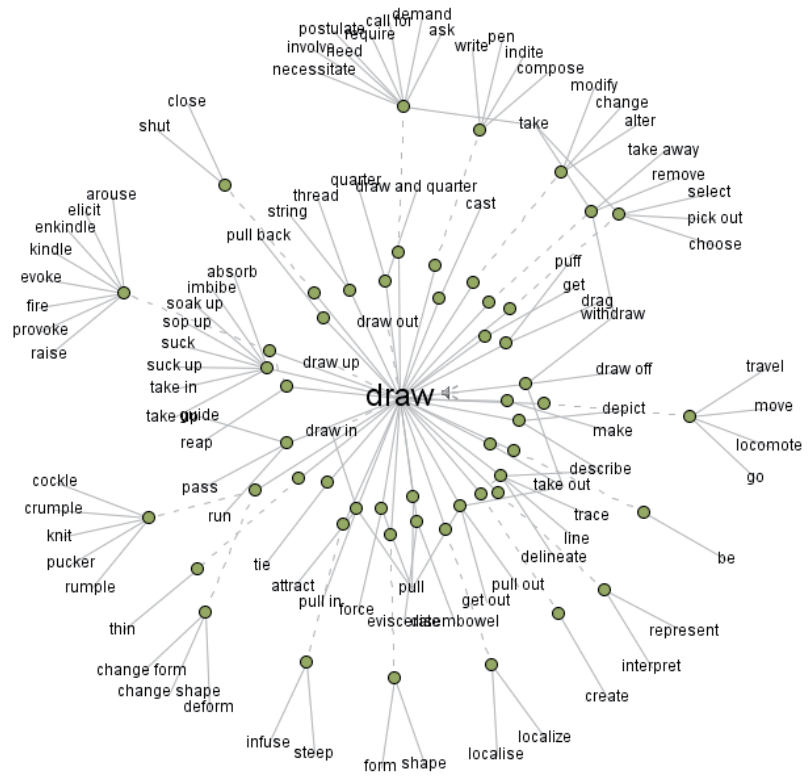 demand
call for
postulate
require
ask
pen
write
involve
need
indite
necessitate
compose
modify
close
change
take
alter
shut
take away
remove
quarter
draw and quarter
select
arouse
thread
cast
elicit
string
pick out
enkindle
pull back
choose
kindle
puff
absorb
evoke
imbibe
get
soak up
drag
fire
withdraw
sop up
draw out
provoke
suck
raise
draw up
suck up
draw off
travel
take in
draw
depict
move
take up
guide
make
reap
draw in
locomote
describe
go
cockle
pass
take out
crumple
run
trace
knit
line
be
pucker
tie
delineate
rumple
attract
pull
pull out
pull in
force
get out
thin
eviscerate
disembowel
represent
change form
interpret
change shape
create
deform
infuse
localize
steep
form
shape
localise